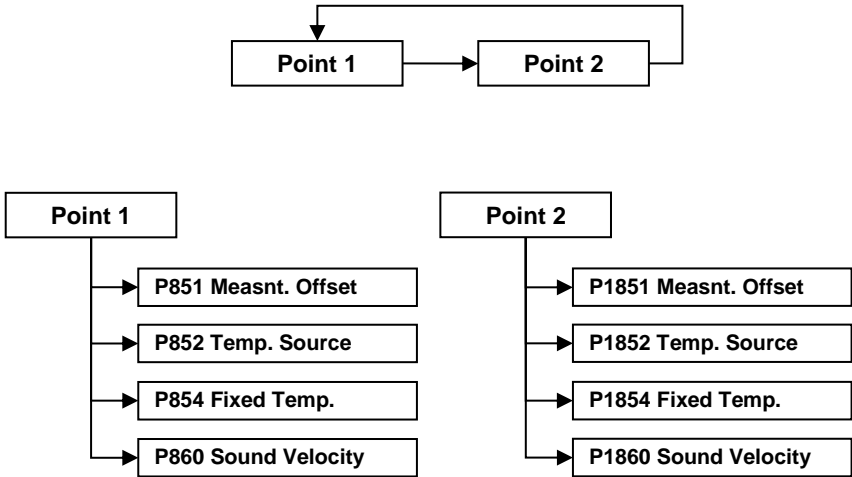 Point 1
Point 2
Point 1
P851 Measnt. Offset
P852 Temp. Source
P854 Fixed Temp.
P860 Sound Velocity
Point 2
P1851 Measnt. Offset
P1852 Temp. Source
P1854 Fixed Temp.
P1860 Sound Velocity